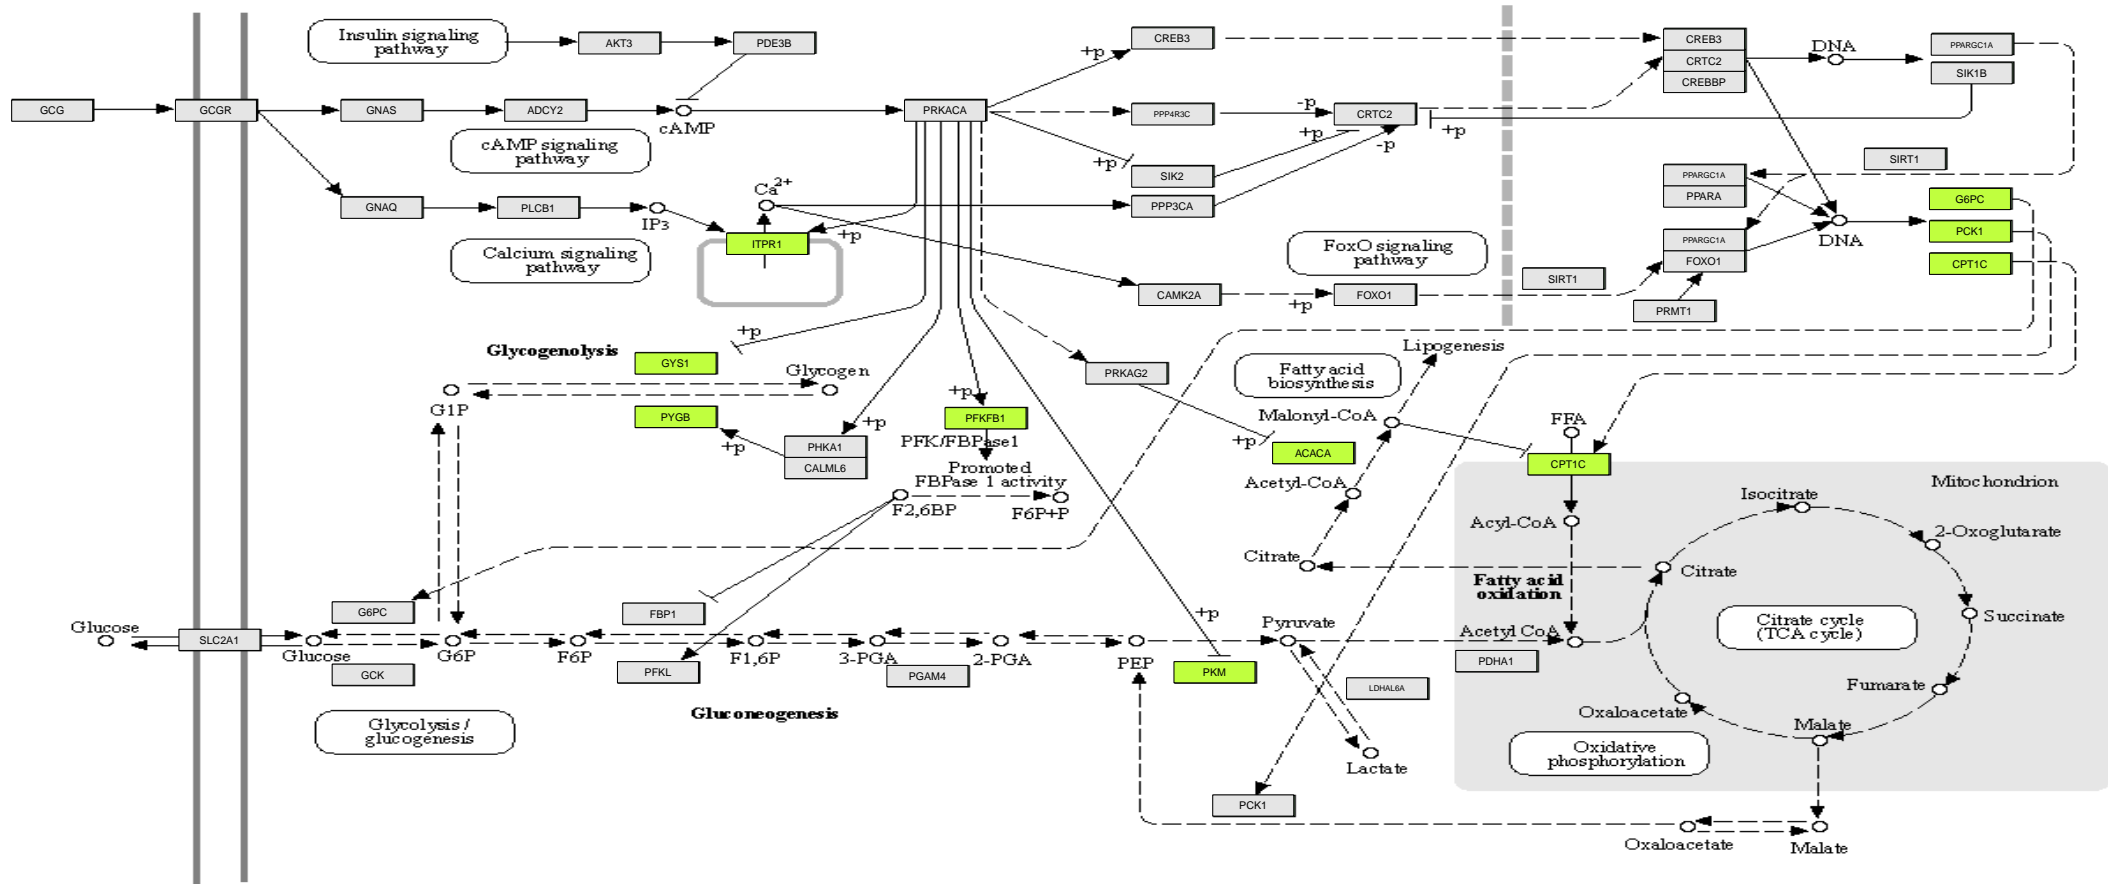 Insulin signaling
pathway
AKT3
PDE3B
CREB3
+p
CREB3
CRTC2
CREBBP
DNA
PPARGC1A
SIK1B
GCG
GCGR
GNAS
ADCY2
cAMP
PRKACA
PPP4R3C
-p
CRTC2
+p
+p
-p
+p
cAMP signaling
pathway
SIK2
SIRT1
PPARGC1A
PPARA
GNAQ
PLCB1
IP3
Ca2+
PPP3CA
G6PC
ITPR1
+p
DNA
PCK1
Calcium signaling
pathway
FoxO signaling
pathway
PPARGC1A
FOXO1
CPT1C
SIRT1
CAMK2A
+p
FOXO1
PRMT1
+p
Glycogenolysis
GYS1
Glycogen
PRKAG2
Lipogenesis
Fatty acid
biosynthesis
G1P
PYGB
+p
PHKA1
CALML6
+p
+p
PFKFB1
PFK/FBPase1
Malonyl-CoA
+p
ACACA
FFA
CPT1C
Promoted
FBPase 1 activity
F2,6BP
F6P+P
Acetyl-CoA
Isocitrate
Mitochondrion
Acyl-CoA
2-Oxoglutarate
Citrate
Citrate
Fatty acid
oxidation
G6PC
FBP1
+p
Succinate
Citrate cycle
(TCA cycle)
Glucose
SLC2A1
Glucose
G6P
F6P
F1,6P
3-PGA
2-PGA
PEP
Pyruvate
Acetyl CoA
GCK
PFKL
PGAM4
PKM
LDHAL6A
PDHA1
Fumarate
Glycolysis /
glucogenesis
Gluconeogenesis
Oxaloacetate
Malate
Oxidative
phosphorylation
Lactate
PCK1
Oxaloacetate
Malate